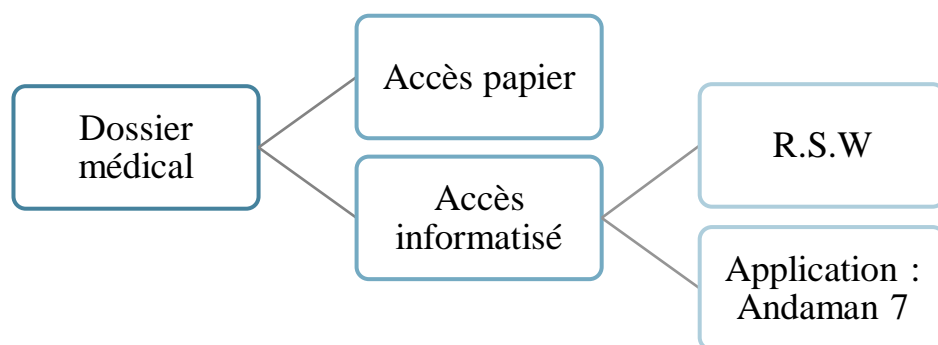 Dossier
médical
Accès papier
Accès
informatisé
R.S.W
Application :
Andaman 7